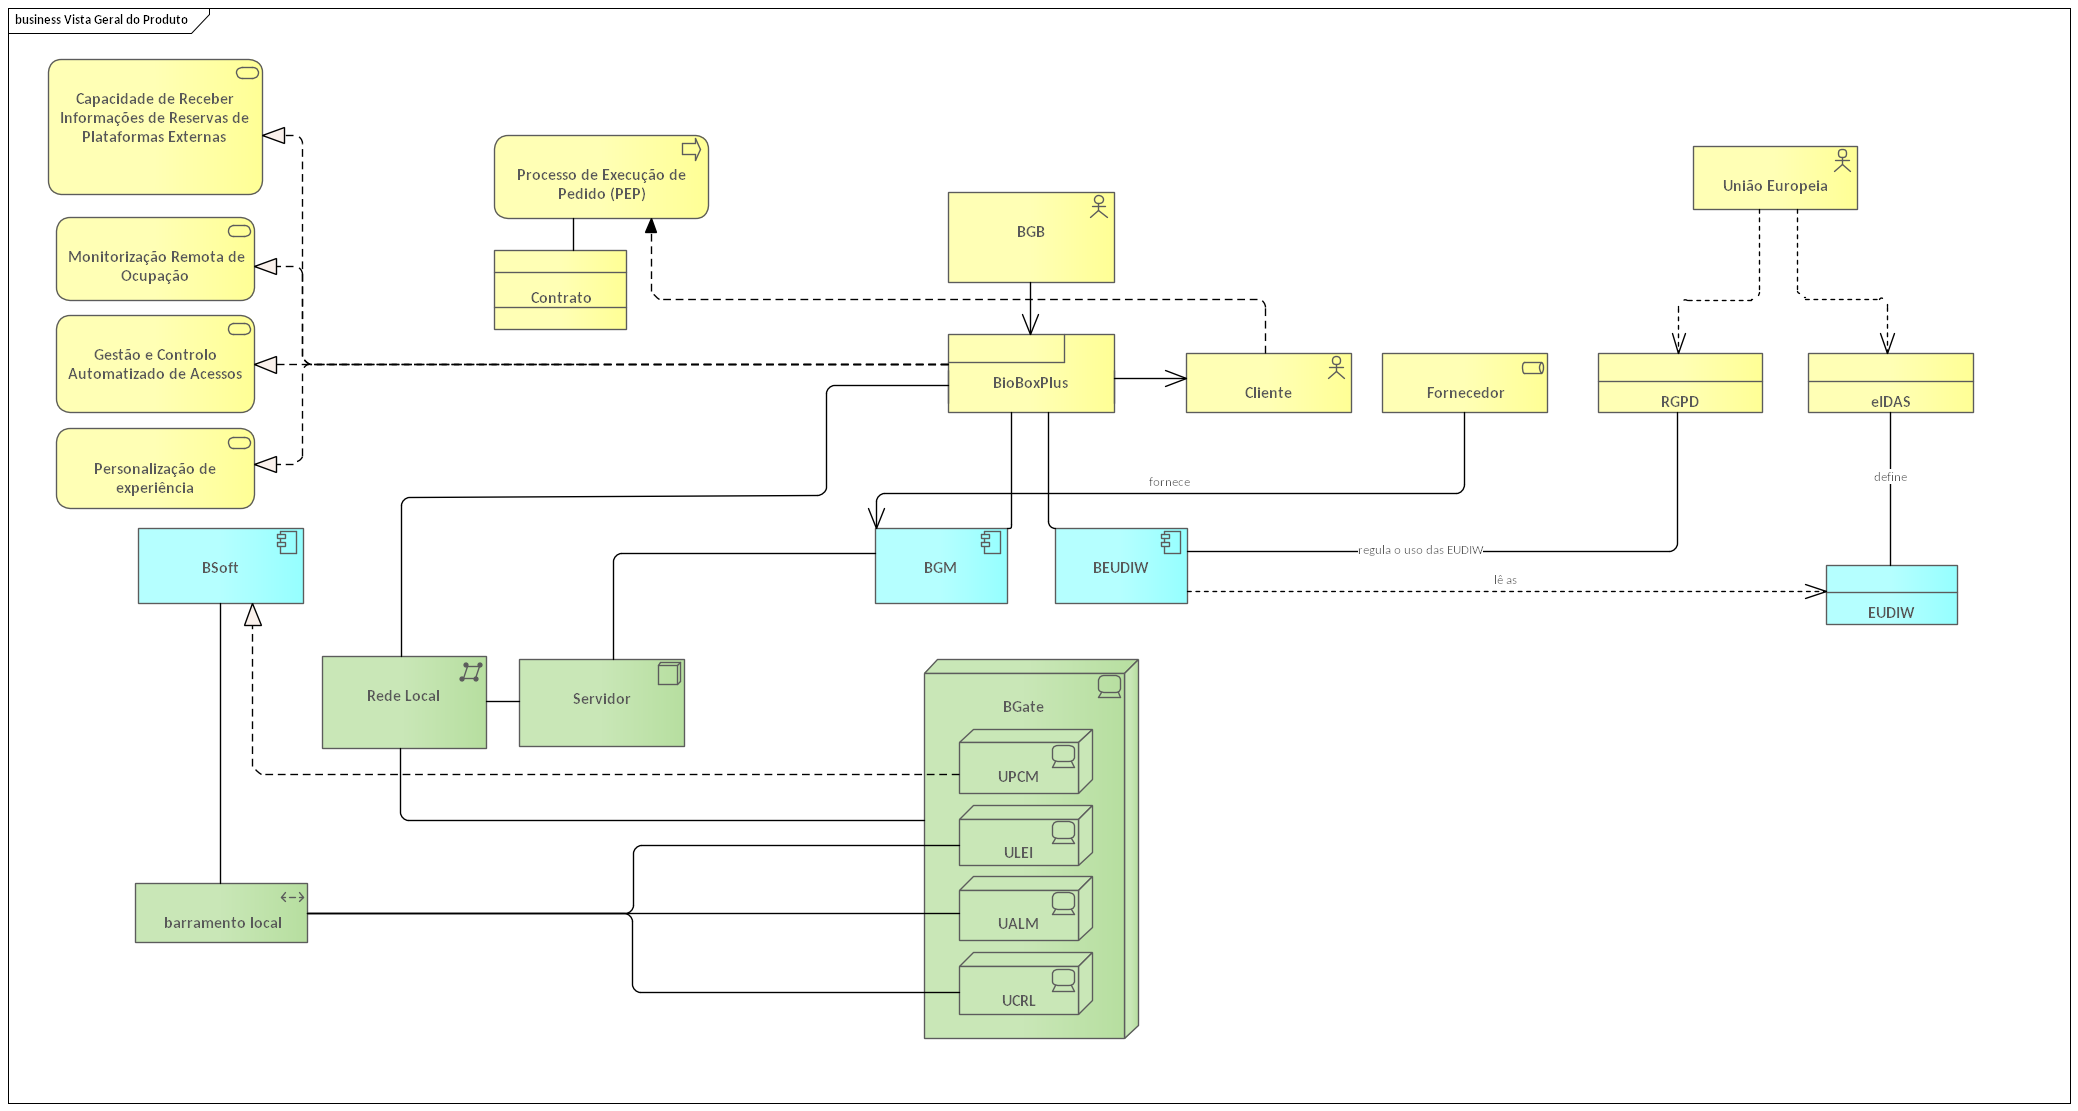 business Vista Geral do Produto
Capacidade de Receber
Informações de Reservas de
Plataformas Externas
Processo de Execução de
Pedido (PEP)
União Europeia
BGB
Monitorização Remota de
Ocupação
Contrato
Gestão e Controlo
Automatizado de Acessos
BioBoxPlus
Cliente
Fornecedor
RGPD
eIDAS
Personalização de
experiência
fornece
define
BSoft
BGM
BEUDIW
regula o uso das EUDIW
lê as
EUDIW
Rede Local
Servidor
BGate
UPCM
ULEI
UALM
UCRL
barramento local